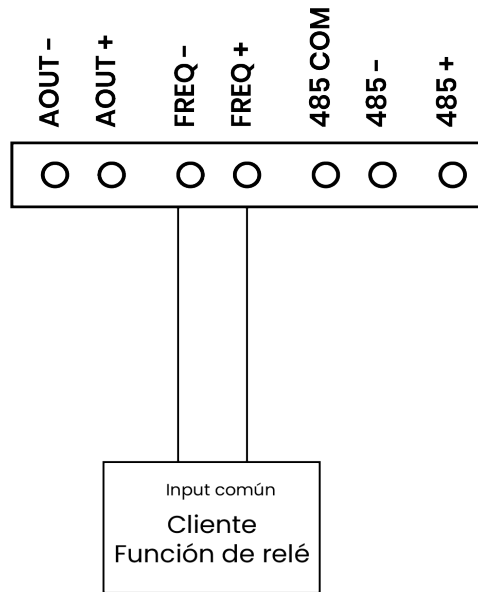 AOUT -
AOUT +
FREQ -
FREQ +
485 COM
485 -
485 +
Input común
Cliente
Función de relé